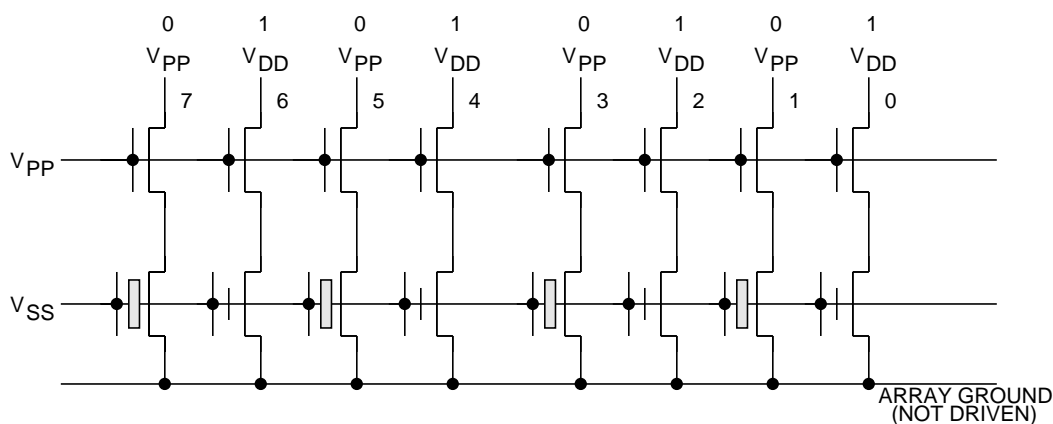 0 1 0 1 0 1 0 1
VPP VDD VPP VDD VPP VDD VPP VDD
7 6 5 4 3 2 1 0
VPP
VSS
ARRAY GROUND
(NOT DRIVEN)